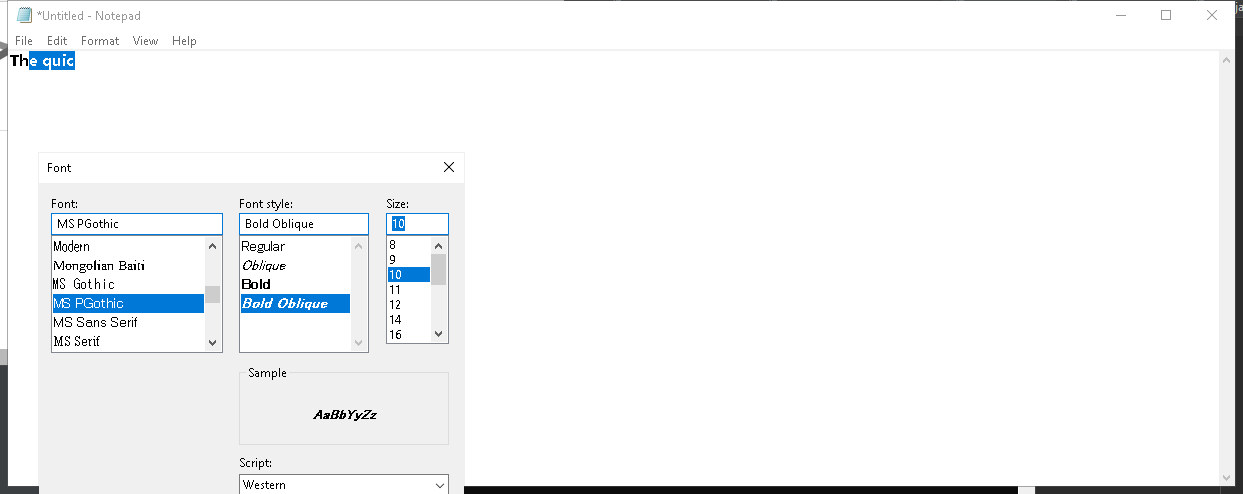 *Untitled - Notepad
File Edit Format View Help
The quic
Font
Font: Font style: Size:
MS PGothic Bold Oblique 10
Modern Regular 8
Mongolian Baiti Oblique 9
MS Gothic Bold 10
MS PGothic Bold Oblique 11
MS Sans Serif 12
MS Serif 14
16
Sample
AaBbYyZz
Script:
Western